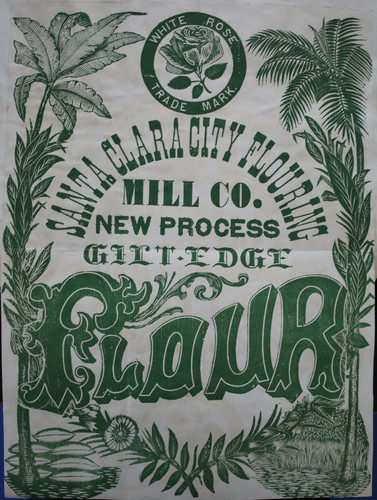 WHITE ROSE
TRADE MARK
SANTA CLARA CITY FLOURING
MILL CO.
NEW PROCESS
GILT-EDGE
FLOUR